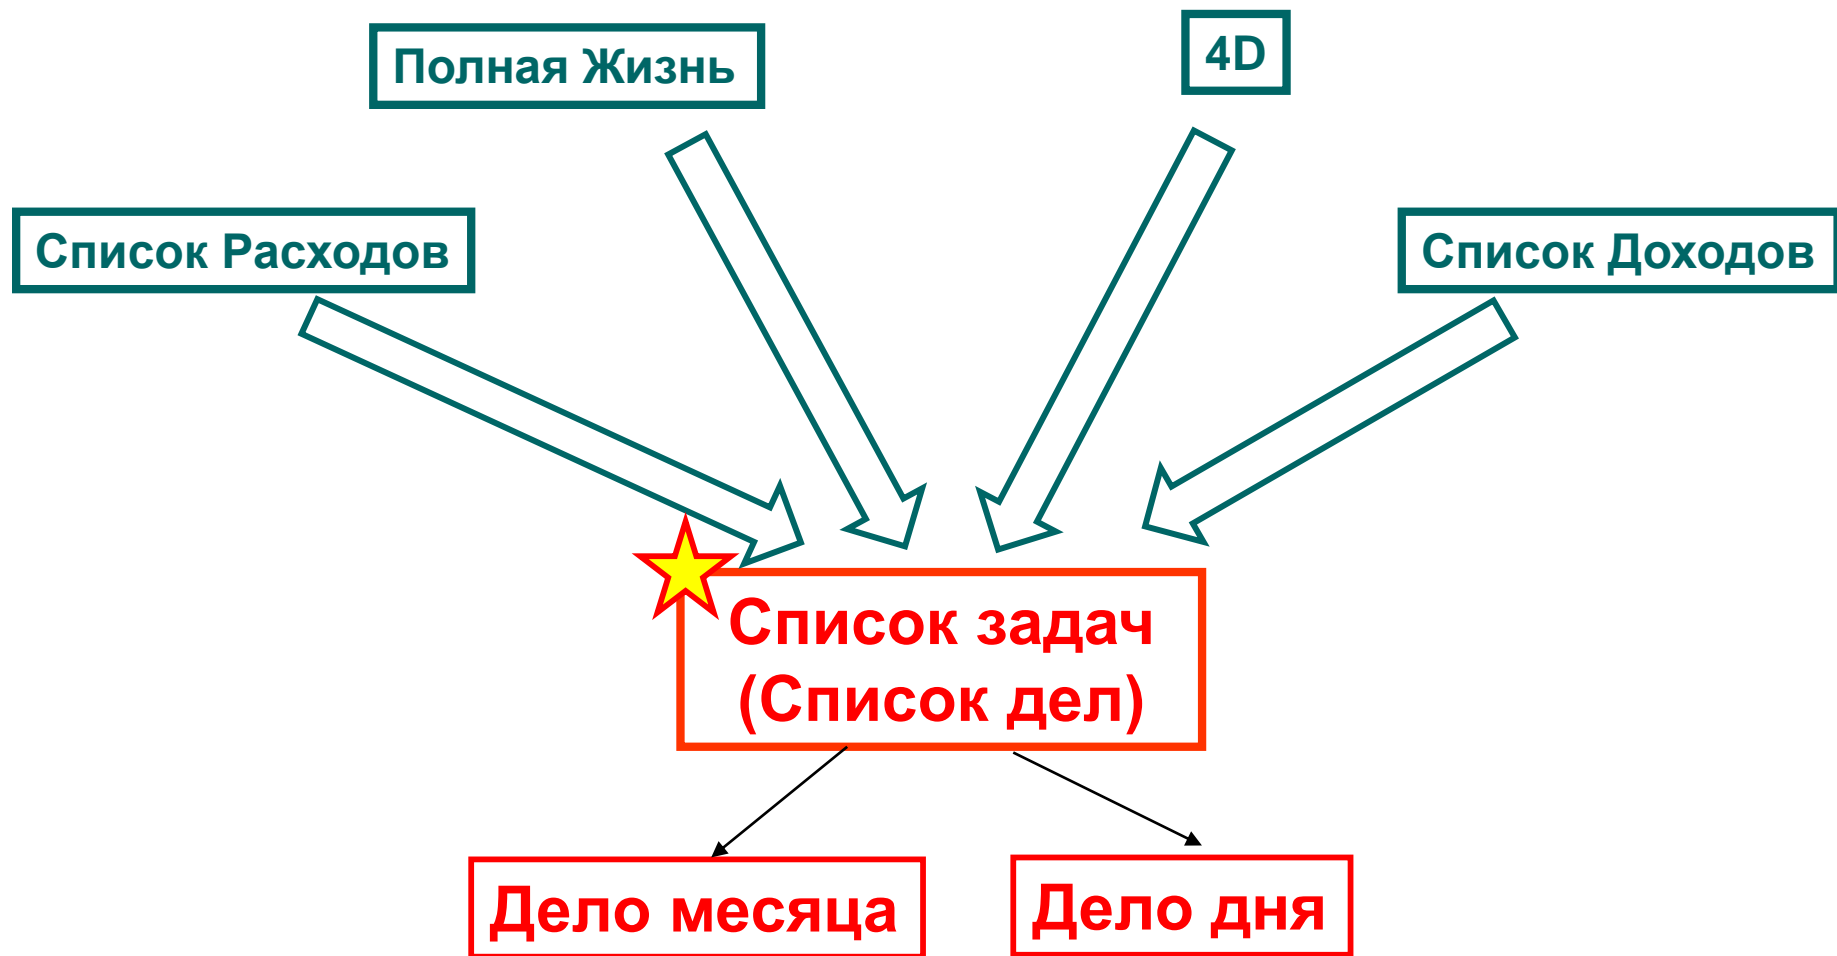 Полная Жизнь
4D
Список Расходов
Список Доходов
Список задач
(Список дел)
Дело месяца
Дело дня